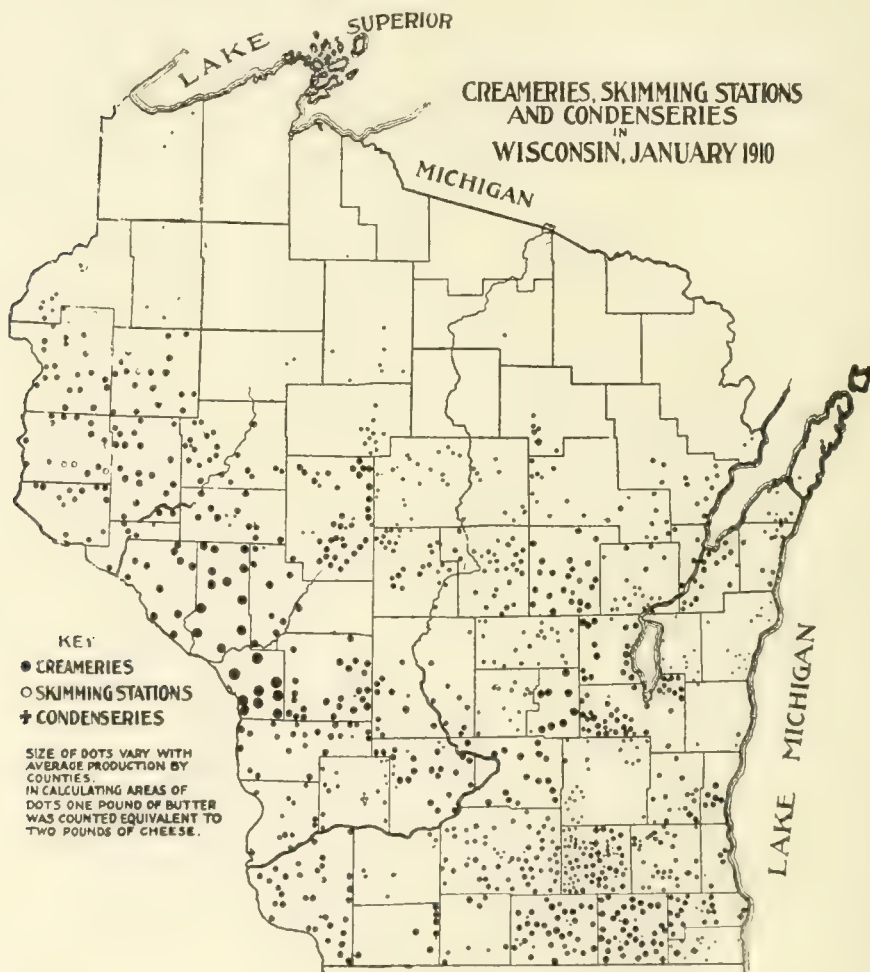 LAKE SUPERIOR
CREAMERIES, SKIMMING STATIONS
AND CONDENSERIES
IN
WISCONSIN, JANUARY 1910
MICHIGAN
KEY
CREAMERIES
SKIMMING STATIONS
CONDENSERIES
SIZE OF DOTS VARY WITH
AVERAGE PRODUCTION BY
COUNTIES.
IN CALCULATING AREAS OF
DOTS ONE POUND OF BUTTER
WAS COUNTED EQUIVALENT TO
TWO POUNDS OF CHEESE.
LAKE MICHIGAN